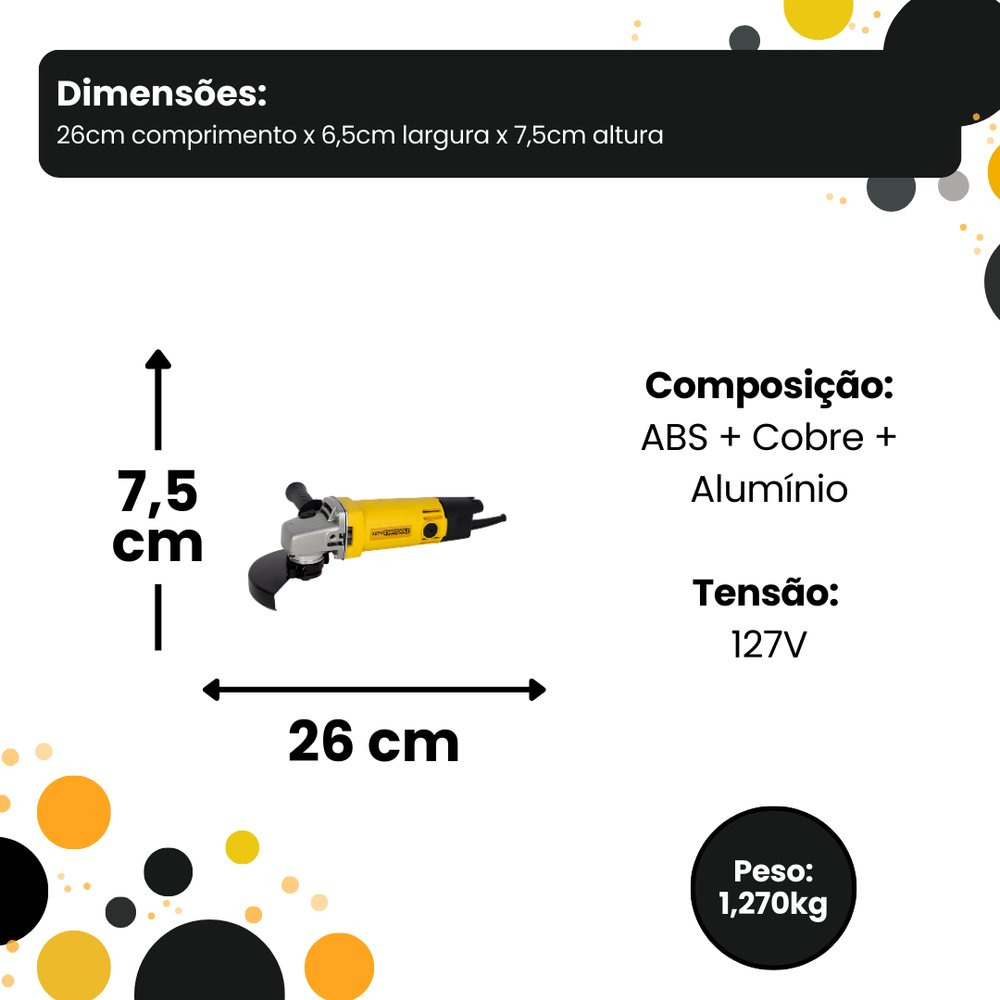 Dimensões:
26cm comprimento x 6,5cm largura x 7,5cm altura
7,5
cm
26 cm
Composição:
ABS + Cobre +
Alumínio
Tensão:
127V
Peso:
1,270kg